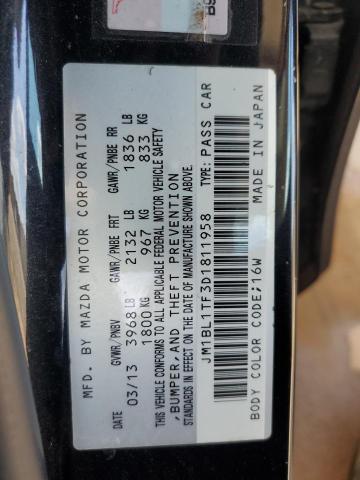 MFD. BY MAZDA MOTOR CORPORATION
DATE GVWR/PNBV GAWR/PNBE FRT GAWR/PNBE RR
03/13 3968 LB 2132 LB 1836 LB
1800 KG 967 KG 833 KG
THIS VEHICLE CONFORMS TO ALL APPLICABLE FEDERAL MOTOR VEHICLE SAFETY
,BUMPER,AND THEFT PREVENTION
STANDARDS IN EFFECT ON THE DATE OF MANUFACTURE SHOWN ABOVE.
JM1BL1TF3D1811958 TYPE: PASS CAR
BODY COLOR CODE:16W MADE IN JAPAN